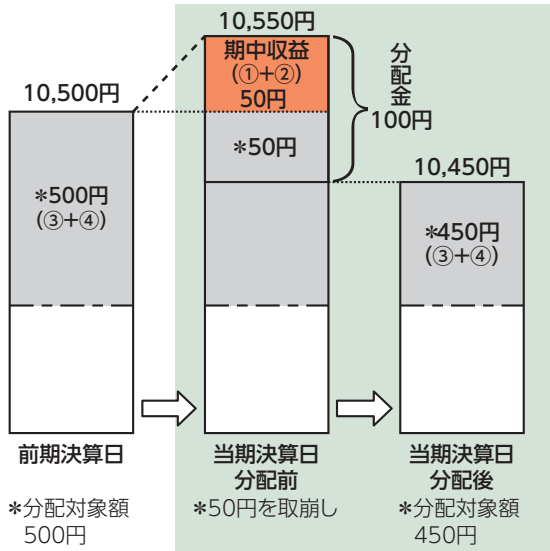 10,500円
*500円
(③+④)
前期決算日
*分配対象額
500円
10,550円
期中収益
(①+②)
50円
*50円
分配金
100円
当期決算日
分配前
*50円を取崩し
10,450円
*450円
(③+④)
当期決算日
分配後
*分配対象額
450円